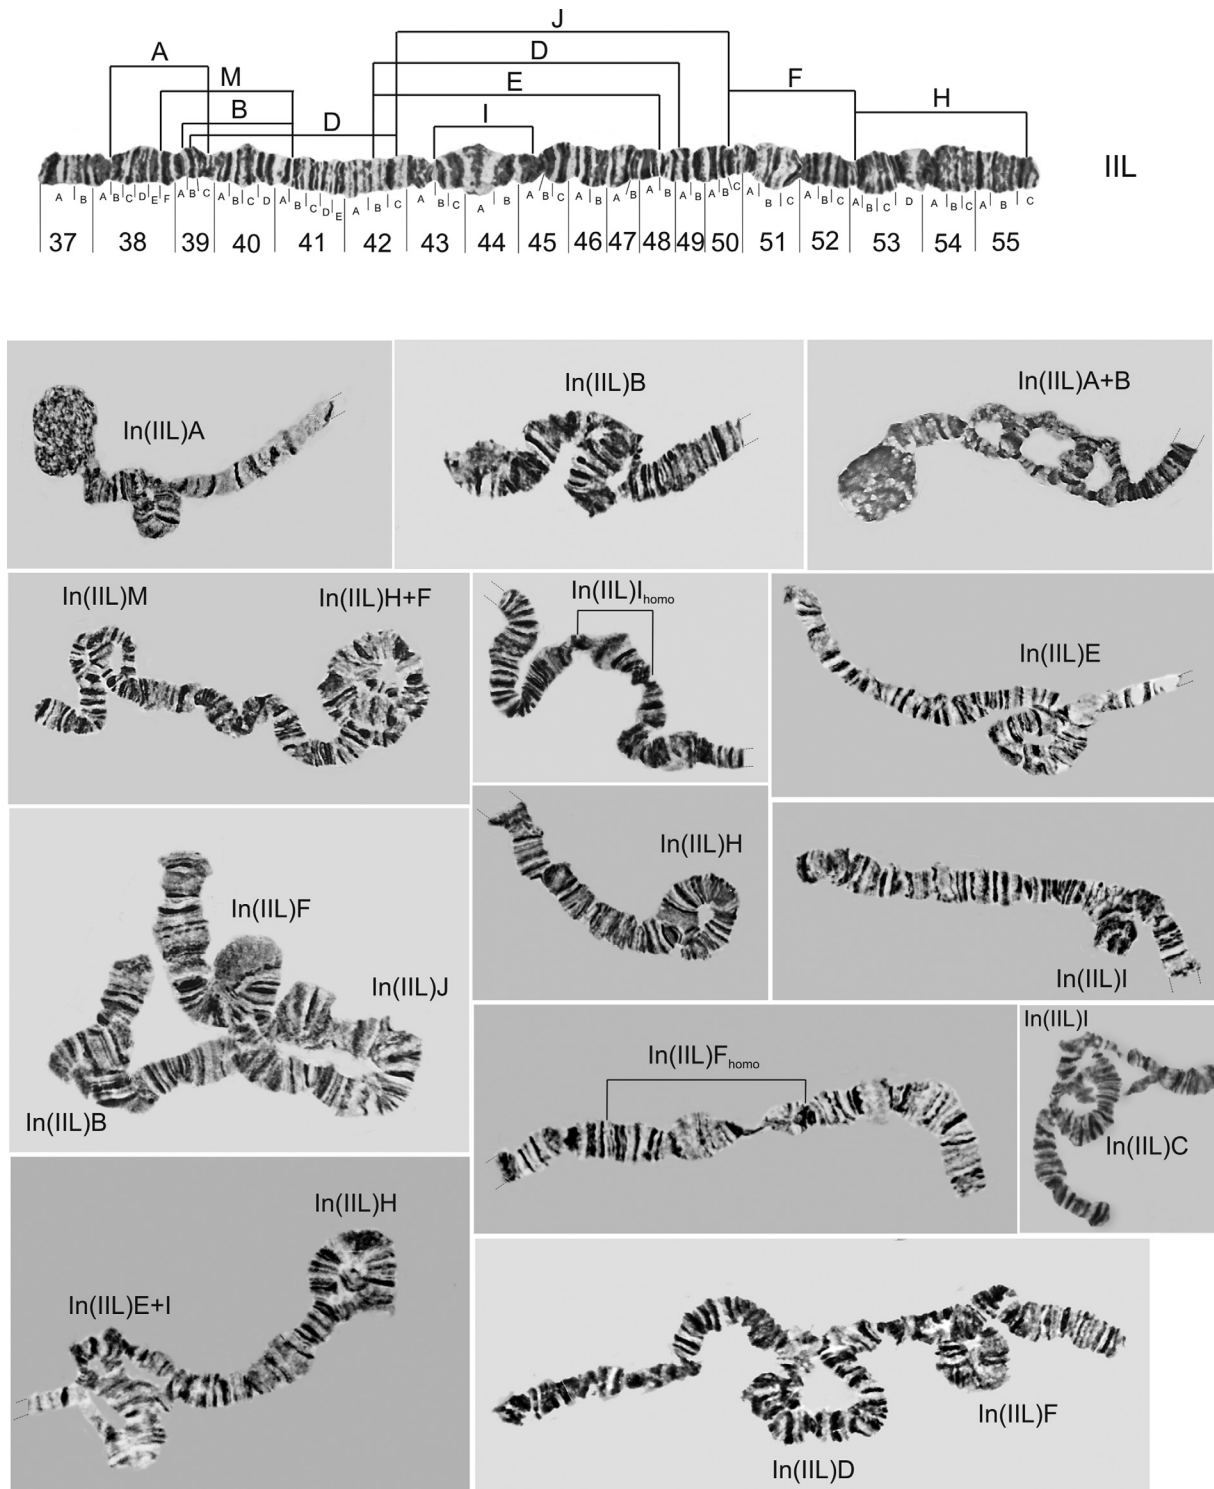 J
A
D
M
E
F
B
D
I
H
IIL
A B A B C D E F A B C A B C D A B C D E A B C A B C A B A B C A B A B A B A B A B C A B C A B C A B C D A B C A B C
37 38 39 40 41 42 43 44 45 46 47 48 49 50 51 52 53 54 55
In(IIL)A
In(IIL)B
In(IIL)A+B
In(IIL)M
In(IIL)H+F
In(IIL)Ihomo
In(IIL)E
In(IIL)H
In(IIL)F
In(IIL)J
In(IIL)B
In(IIL)I
In(IIL)Fhomo
In(IIL)I
In(IIL)C
In(IIL)H
In(IIL)E+I
In(IIL)F
In(IIL)D